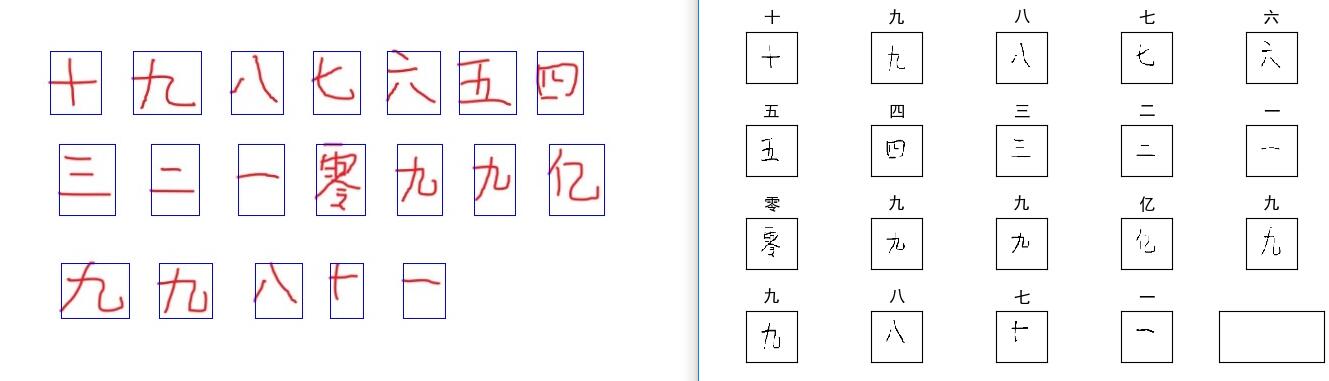 十 九 八 七 六 五 四
三 二 一 零 九 九 亿
九 九 八 十 一
十 九 八 七 六
十 九 八 七 六
五 四 三 二 一
五 四 三 二 一
零 九 九 亿 九
零 九 九 亿 九
九 八 七 一
九 八 十 一